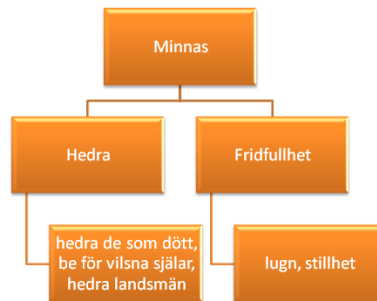 Minnas
Hedra
Fridfullhet
hedra de som dött,
be för vilsna själar,
hedra landsmän
lugn, stillhet